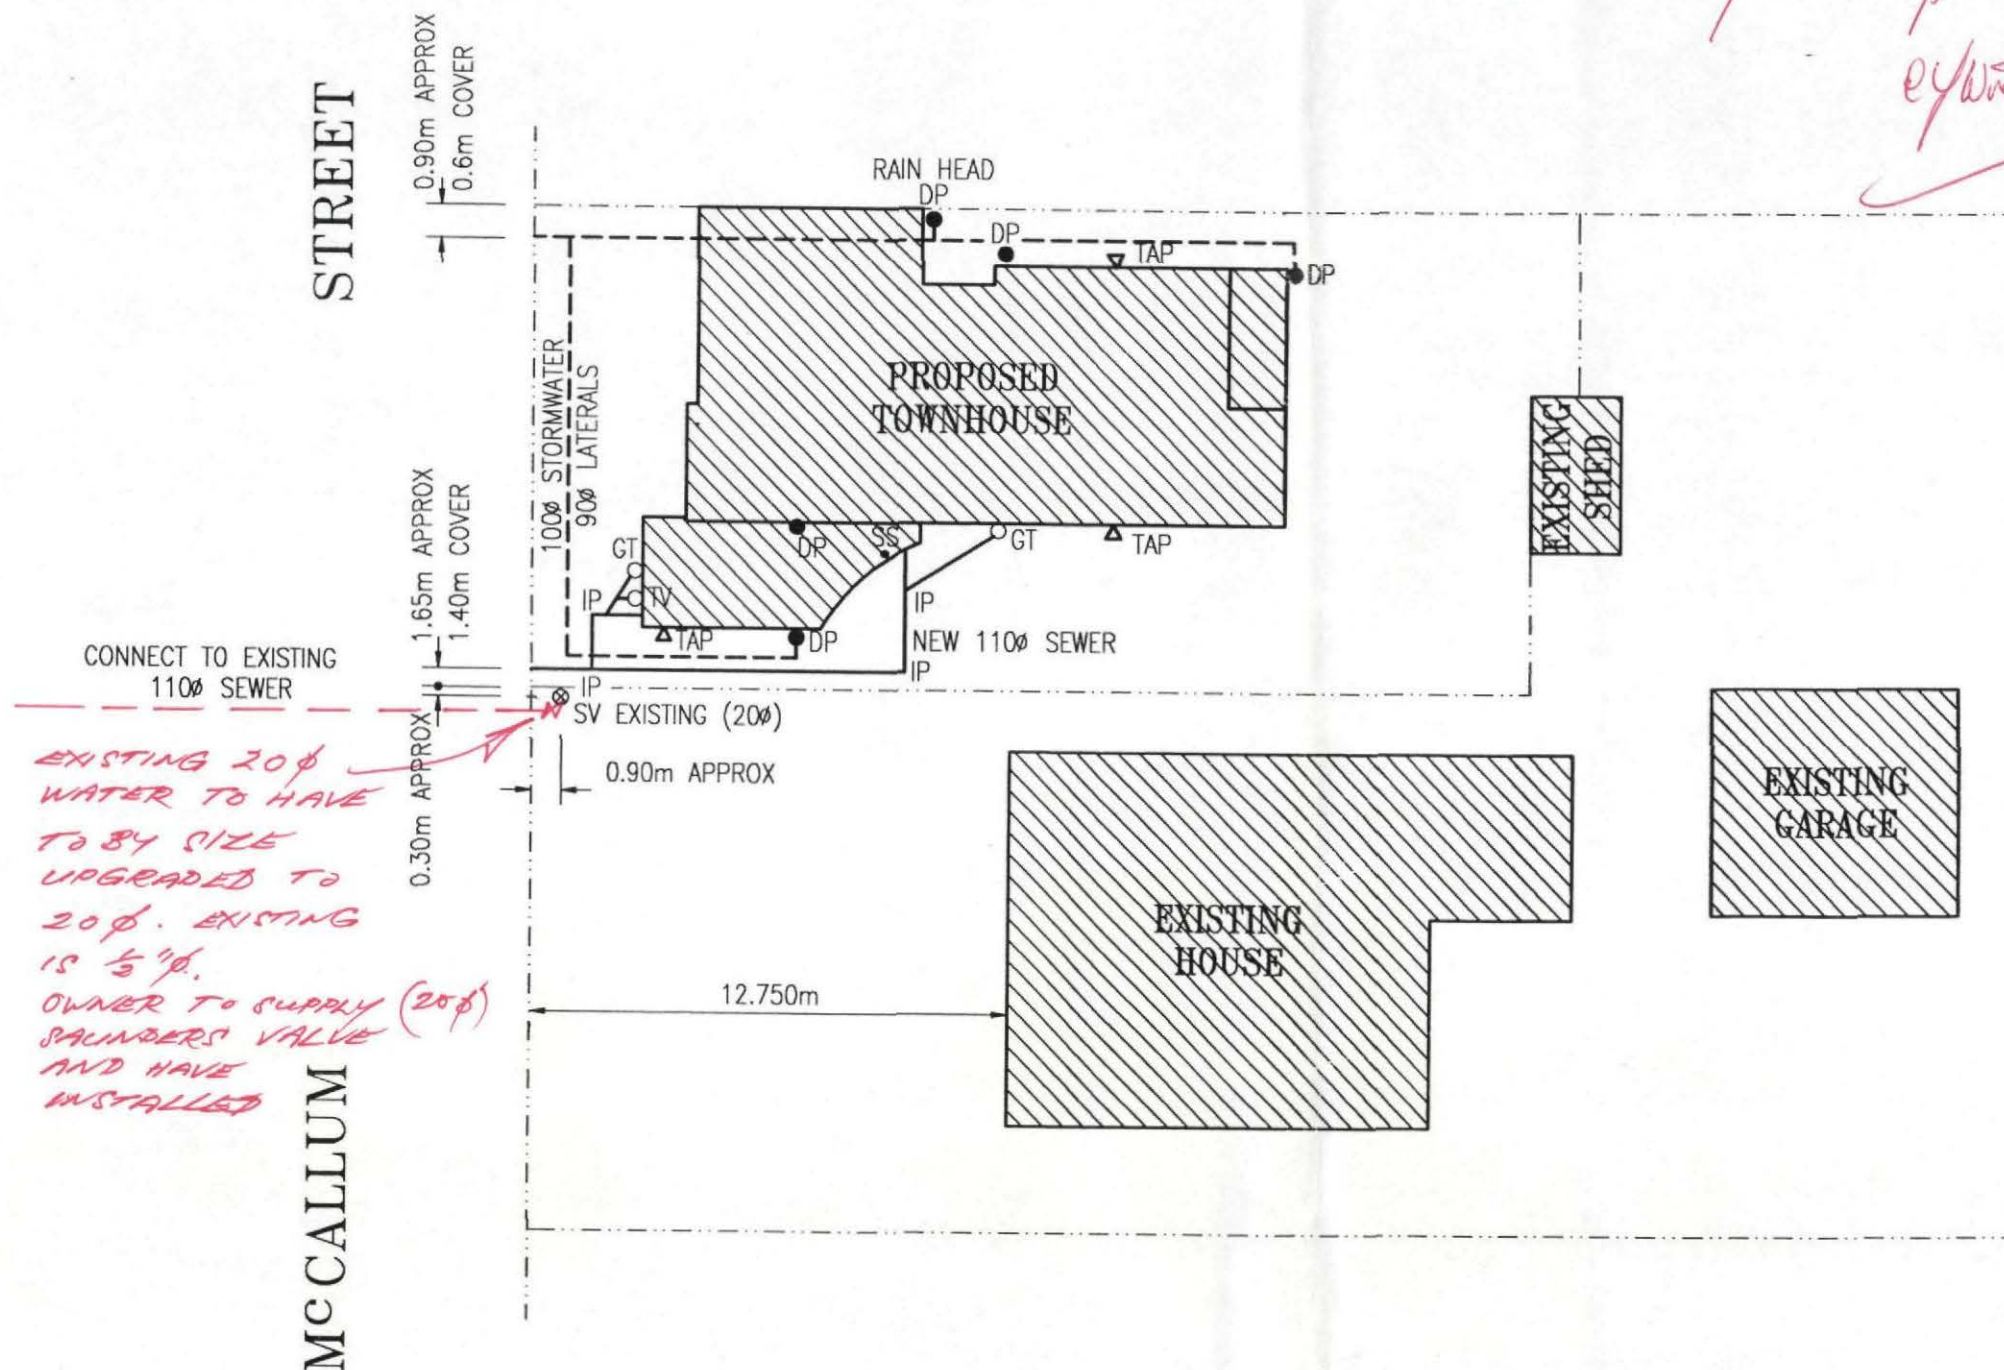 STREET
0.90m APPROX
0.6m COVER
RAIN HEAD
DP
DP
TAP
DP
PROPOSED
TOWNHOUSE
100ø STORMWATER
90ø LATERALS
EXISTING
SHED
1.65m APPROX
1.40m COVER
GT
TV
IP
DP
SS
GT
TAP
IP
TAP
DP
NEW 110ø SEWER
IP
CONNECT TO EXISTING
110ø SEWER
IP
SV EXISTING (20ø)
0.30m APPROX
0.90m APPROX
EXISTING 20ø
WATER TO HAVE
TO BY SIZE
UPGRADED TO
20ø. EXISTING
IS ½"ø.
OWNER TO SUPPLY (20ø)
SAUNDERS VALVE
AND HAVE
INSTALLED
EXISTING
GARAGE
EXISTING
HOUSE
12.750m
McCALLUM